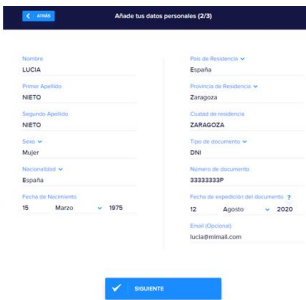 ATRÁS
Añade tus datos personales (2/3)
Nombre
LUCIA
Primer Apellido
NIETO
Segundo Apellido
NIETO
Sexo
Mujer
Nacionalidad
España
Fecha de Nacimiento
15 Marzo 1975
País de Residencia
España
Provincia de Residencia
Zaragoza
Ciudad de residencia
ZARAGOZA
Tipo de documento
DNI
Número de documento
33333333P
Fecha de expedición del documento ?
12 Agosto 2020
Email (Opcional)
lucia@mimail.com
SIGUIENTE